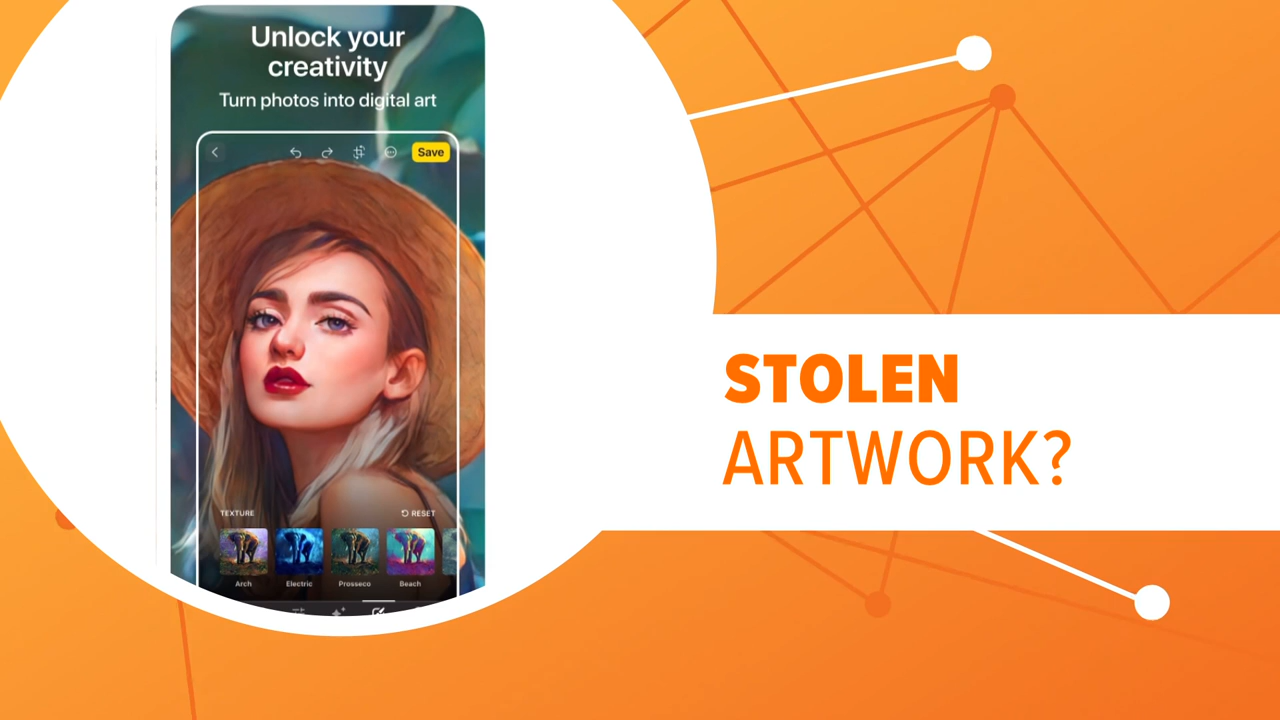 Unlock your
creativity
Turn photos into digital art
Save
TEXTURE
RESET
Arch
Electric
Prosseco
Beach
STOLEN
ARTWORK?